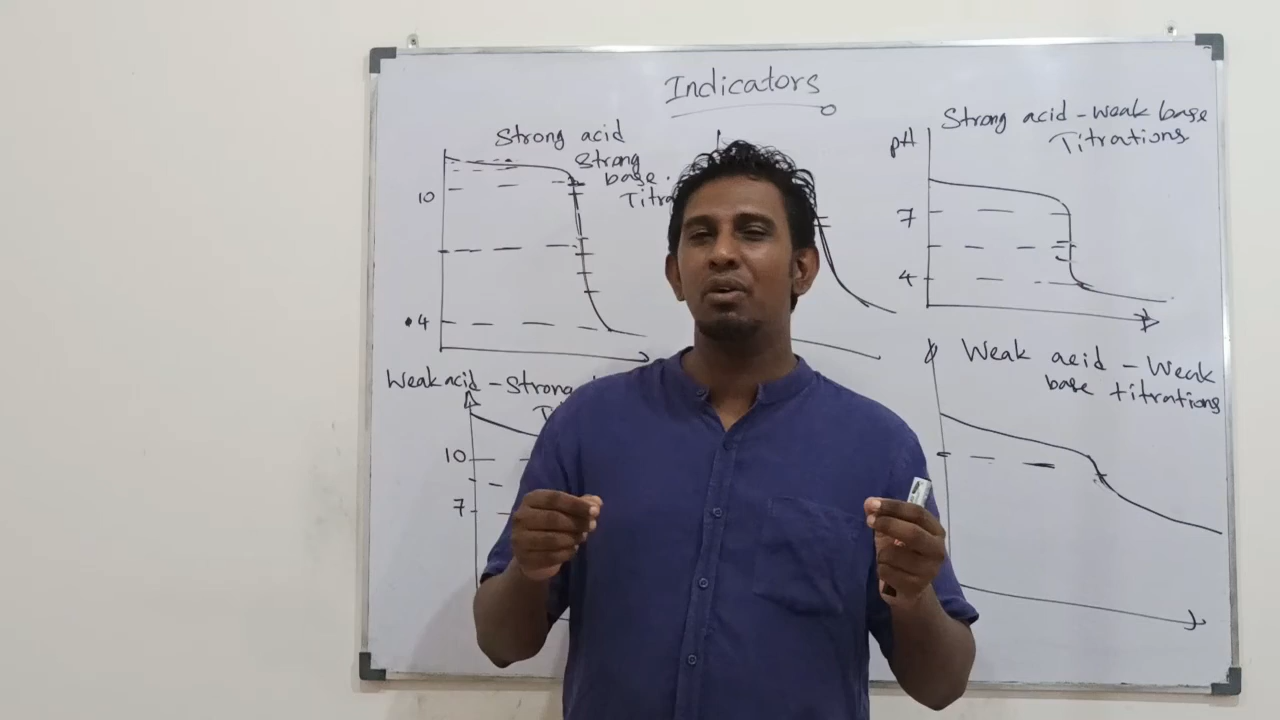 Indicators
Strong acid
Strong
base.
Titra
10
4
Strong acid - Weak base
Titrations
pH
7
4
Weak acid - Strong
10
7
Weak acid - Weak
base titrations